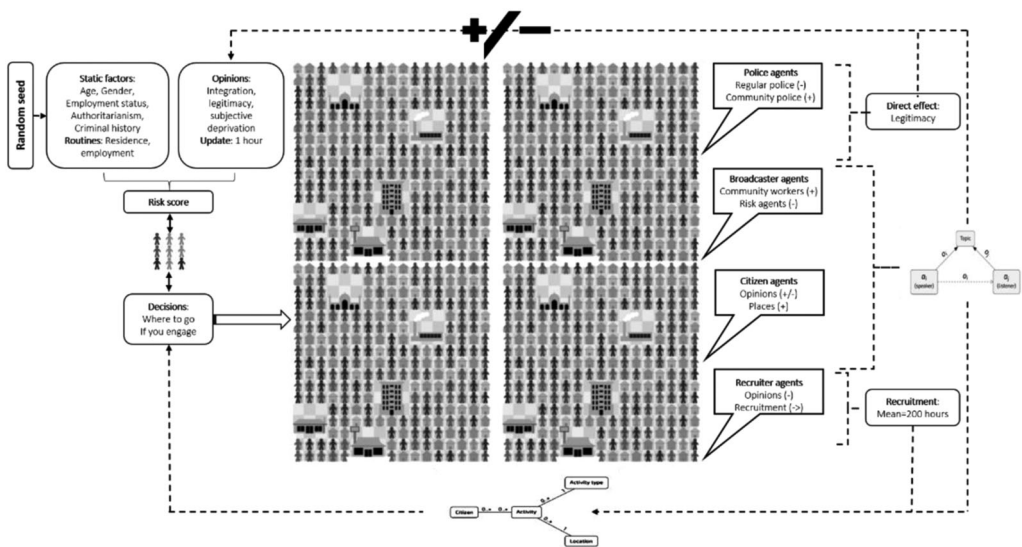 Random seed
Static factors:
Age, Gender,
Employment status,
Authoritarianism,
Criminal history
Routines: Residence,
employment
Opinions:
Integration,
legitimacy,
subjective
deprivation
Update: 1 hour
Risk score
Decisions:
Where to go
If you engage
+/−
Police agents
Regular police (-)
Community police (+)
Broadcaster agents
Community workers (+)
Risk agents (-)
Citizen agents
Opinions (+/-)
Places (+)
Recruiter agents
Opinions (-)
Recruitment (->)
Direct effect:
Legitimacy
Recruitment:
Mean=200 hours
Topic
(speaker)
(listener)
Activity type
Citizen
Activity
Location